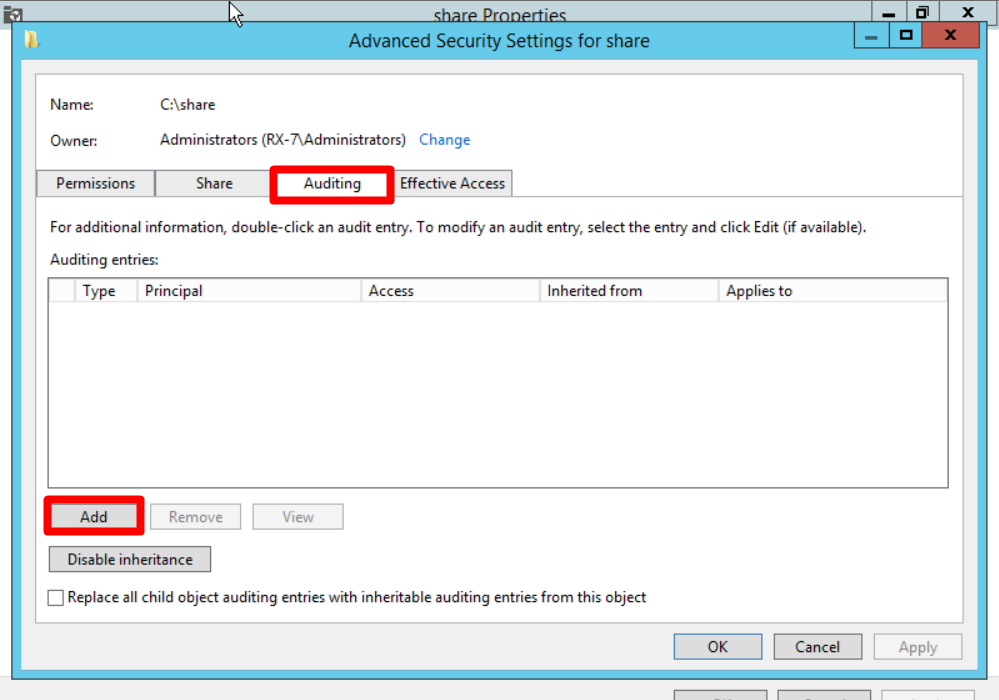 share Properties
Advanced Security Settings for share
Name: C:\share
Owner: Administrators (RX-7\Administrators) Change
Permissions Share Auditing Effective Access
For additional information, double-click an audit entry. To modify an audit entry, select the entry and click Edit (if available).
Auditing entries:
Type Principal Access Inherited from Applies to
Add Remove View
Disable inheritance
Replace all child object auditing entries with inheritable auditing entries from this object
OK Cancel Apply